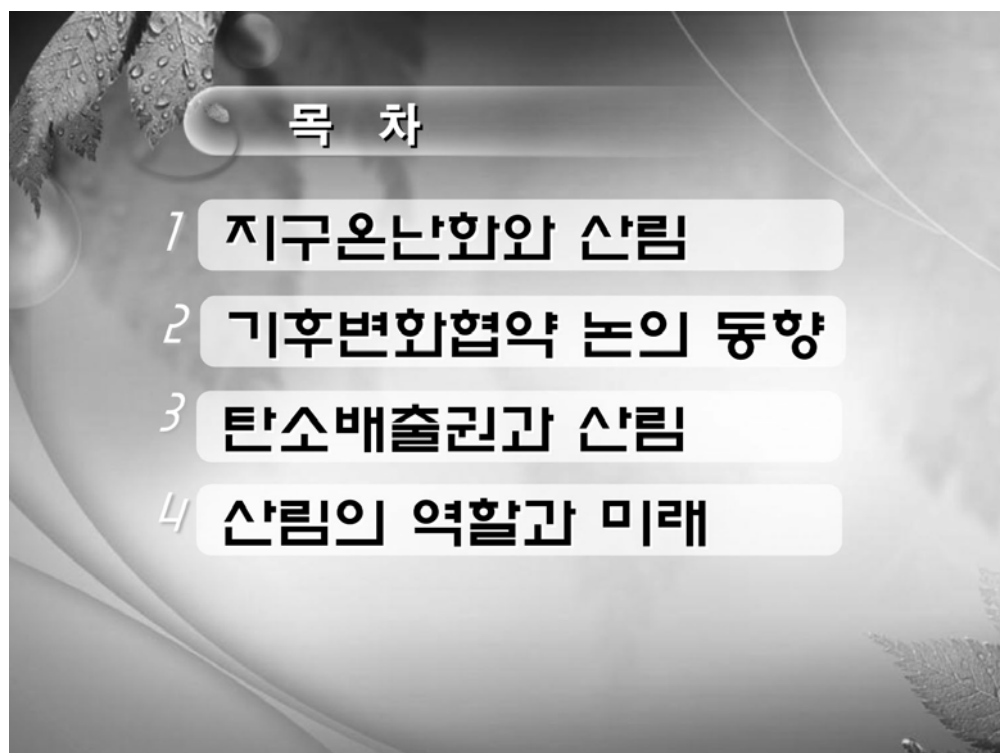 목 차
1 지구온난화와 산림
2 기후변화협약 논의 동향
3 탄소배출권과 산림
4 산림의 역할과 미래